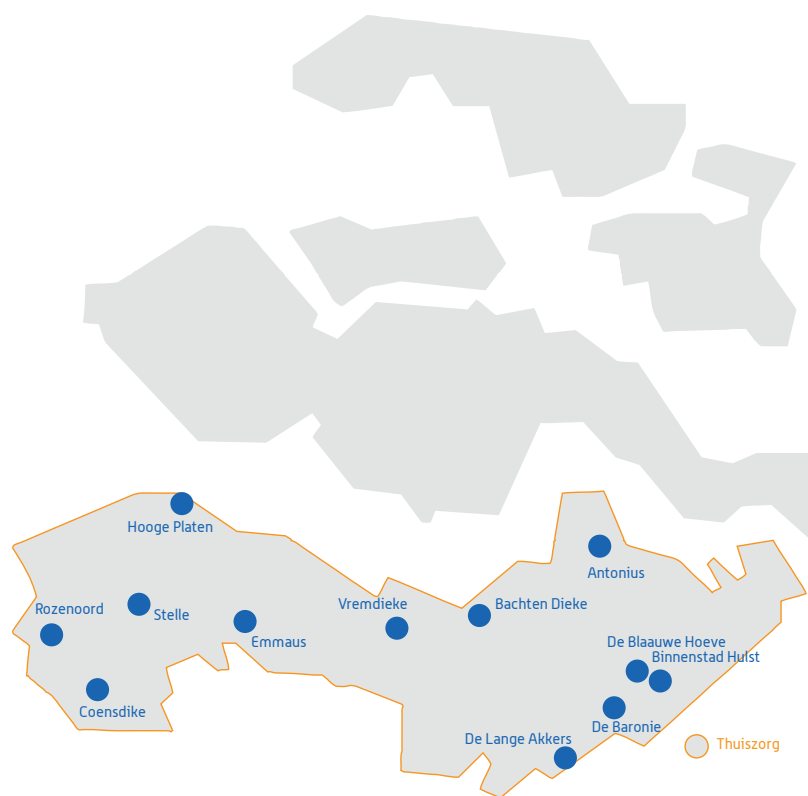 Hooge Platen
Antonius
Rozenoord
Stelle
Vremdieke
Bachten Dieke
Emmaus
De Blaauwe Hoeve
Binnenstad Hulst
Coensdike
De Baronie
De Lange Akkers
Thuiszorg